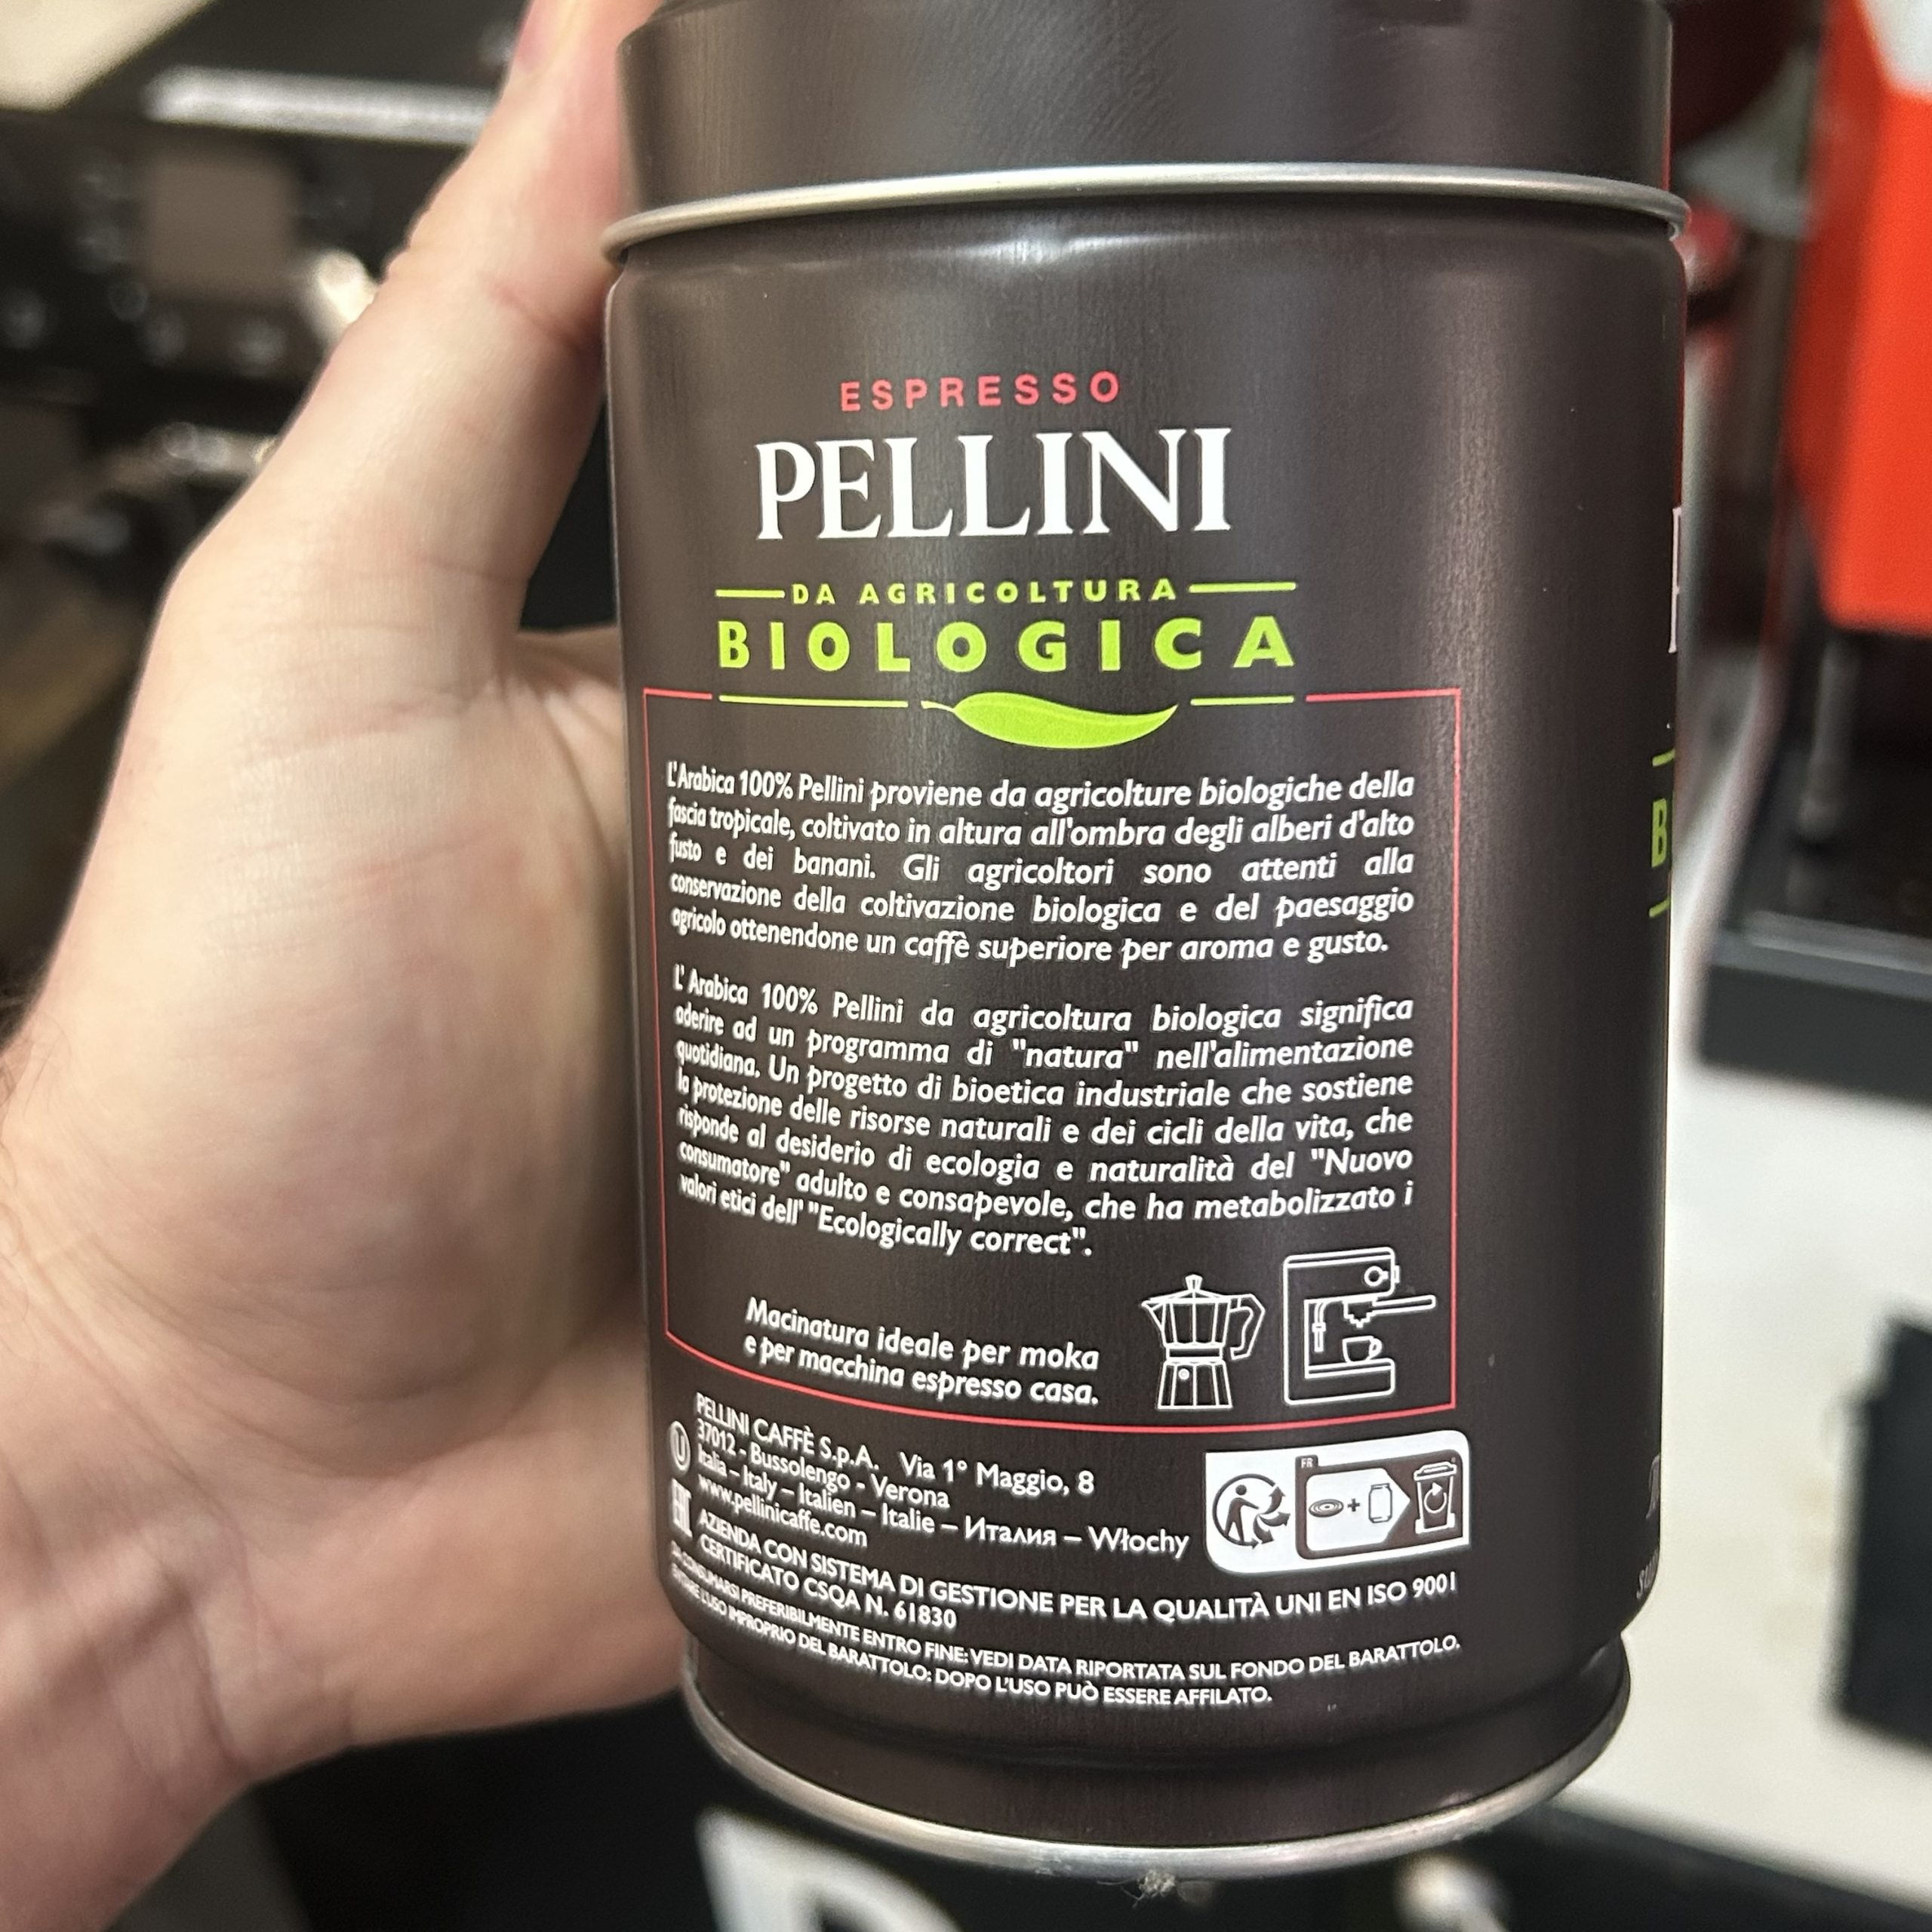 ESPRESSO
PELLINI
DA AGRICOLTURA
BIOLOGICA
L'Arabica 100% Pellini proviene da agricolture biologiche della
fascia tropicale, coltivato in altura all'ombra degli alberi d'alto
fusto e dei banani. Gli agricoltori sono attenti alla
conservazione della coltivazione biologica e del paesaggio
agricolo ottenendone un caffè superiore per aroma e gusto.
L' Arabica 100% Pellini da agricoltura biologica significa
aderire ad un programma di "natura" nell'alimentazione
quotidiana. Un progetto di bioetica industriale che sostiene
la protezione delle risorse naturali e dei cicli della vita, che
risponde al desiderio di ecologia e naturalità del "Nuovo
consumatore" adulto e consapevole, che ha metabolizzato i
valori etici dell' "Ecologically correct".
Macinatura ideale per moka
e per macchina espresso casa.
PELLINI CAFFÈ S.p.A. Via 1° Maggio, 8
37012 - Bussolengo - Verona
Italia – Italy – Italien – Italie – Италия – Włochy
www.pellinicaffe.com
AZIENDA CON SISTEMA DI GESTIONE PER LA QUALITÀ UNI EN ISO 9001
CERTIFICATO CSQA N. 61830
DA CONSUMARSI PREFERIBILMENTE ENTRO FINE: VEDI DATA RIPORTATA SUL FONDO DEL BARATTOLO.
EVITARE L'USO IMPROPRIO DEL BARATTOLO: DOPO L'USO PUÒ ESSERE AFFILATO.
U
EAC
FR
+
B